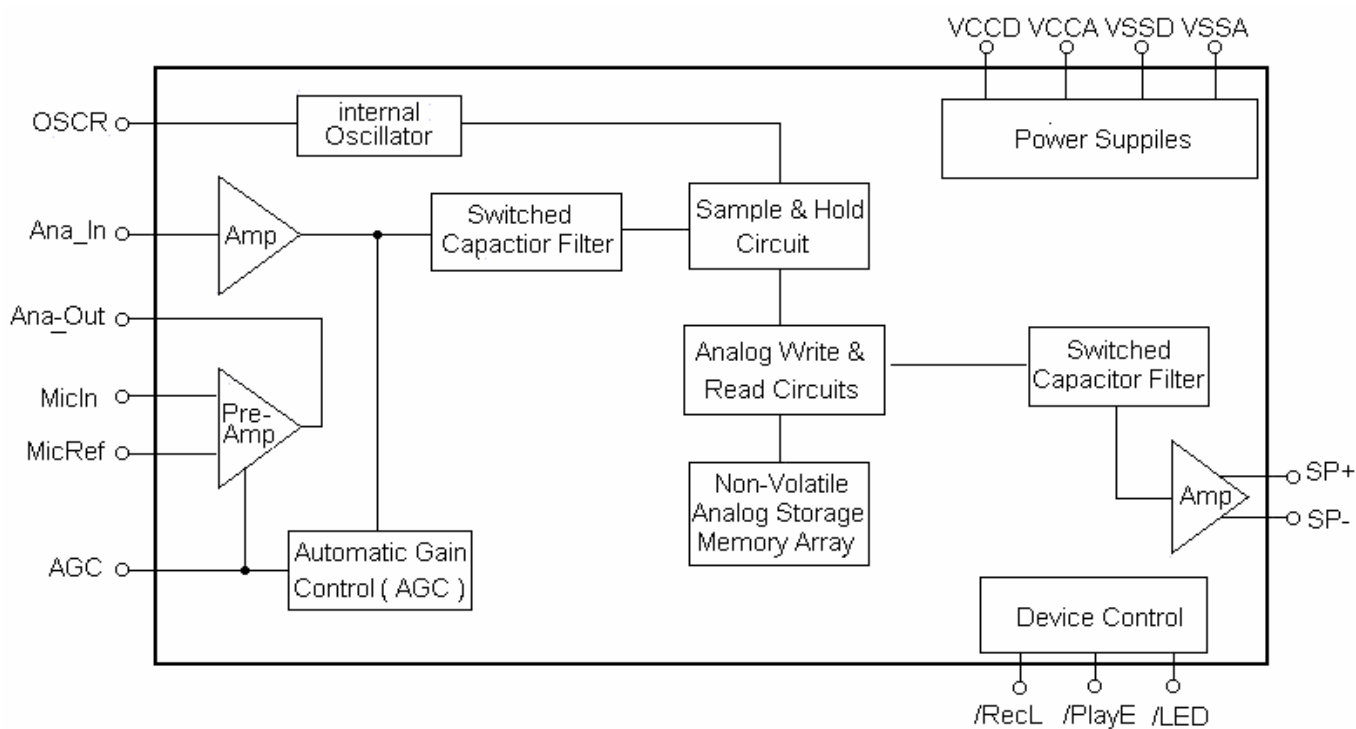 VCCD VCCA VSSD VSSA
OSCR
internal
Oscillator
Power Suppiles
Ana_In
Amp
Switched
Capactior Filter
Sample & Hold
Circuit
Ana-Out
Analog Write &
Read Circuits
Switched
Capacitor Filter
MicIn
MicRef
Pre-
Amp
Non-Volatile
Analog Storage
Memory Array
Amp
SP+
SP-
AGC
Automatic Gain
Control ( AGC )
Device Control
/RecL /PlayE /LED